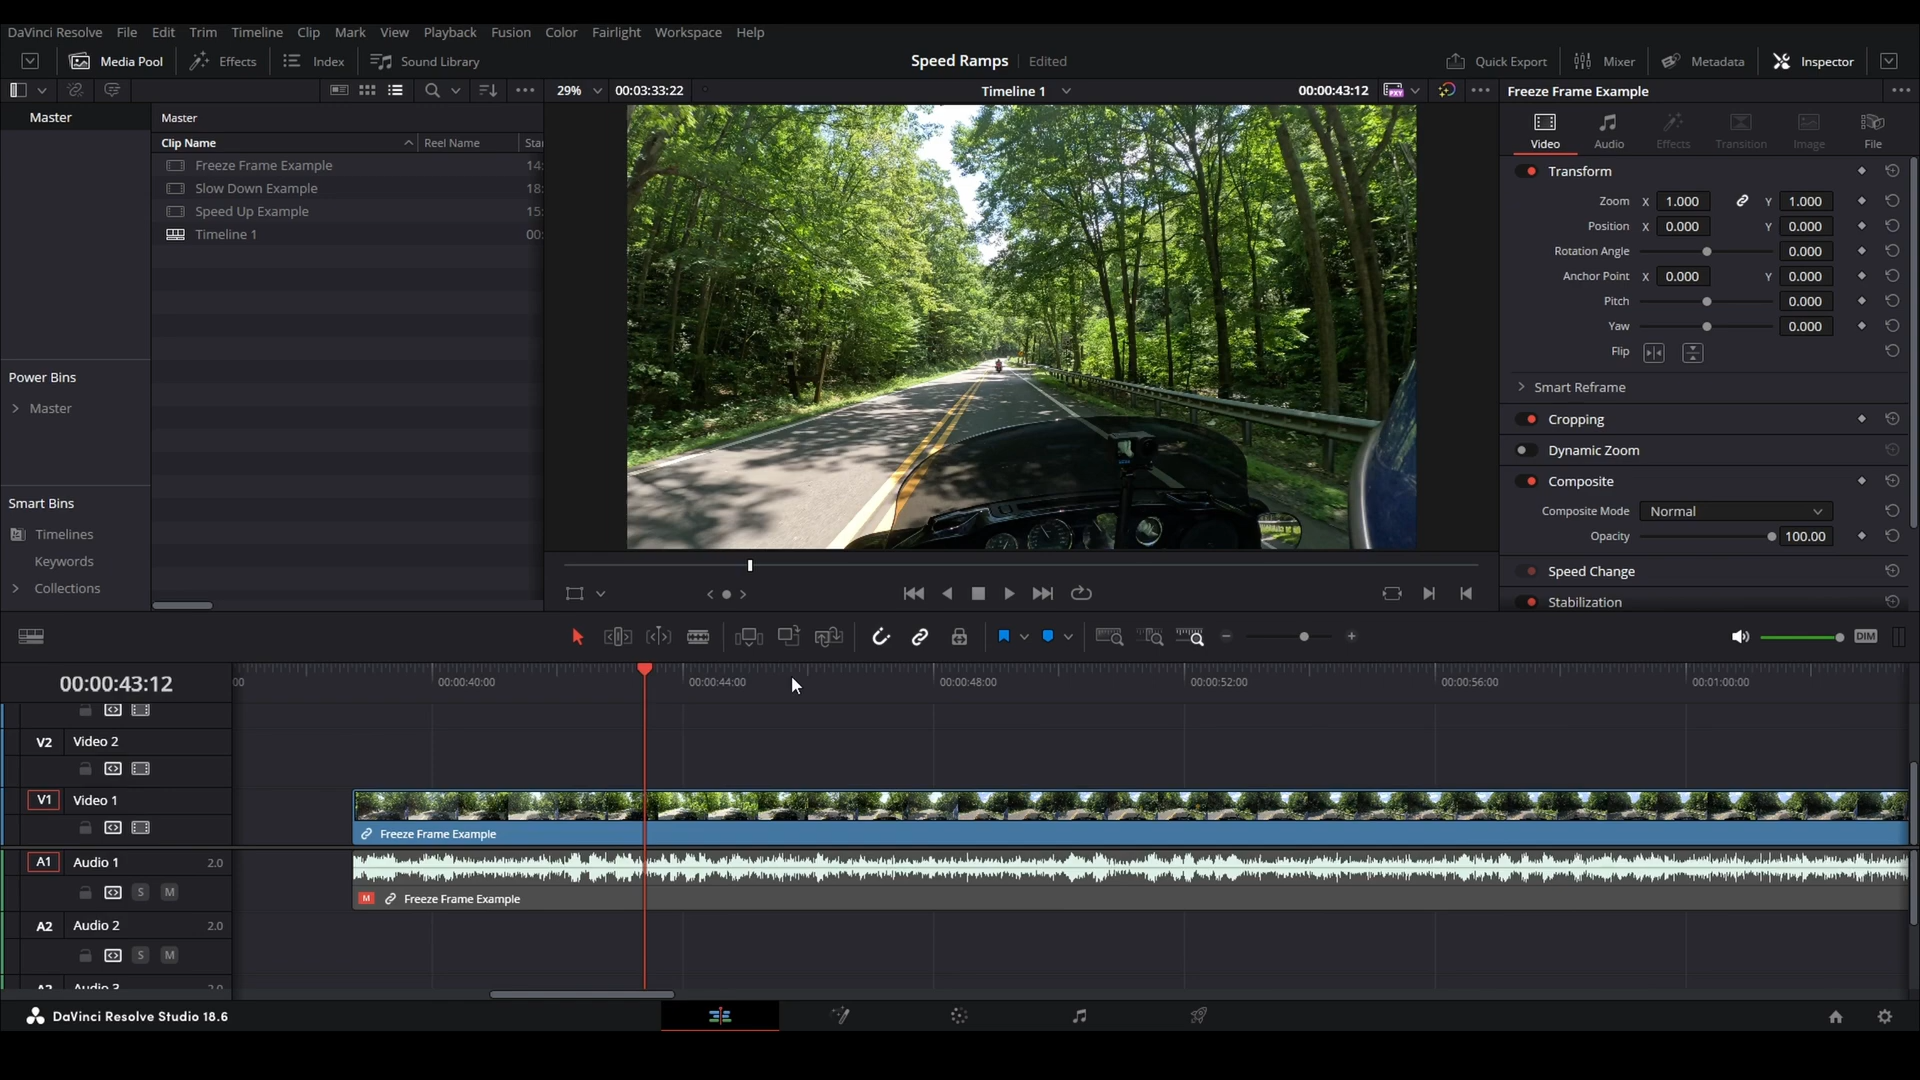 DaVinci Resolve File Edit Trim Timeline Clip Mark View Playback Fusion Color Fairlight Workspace Help
Media Pool Effects Index Sound Library Speed Ramps Edited Quick Export Mixer Metadata Inspector
29% 00:03:33:22 Timeline 1 00:00:43:12 Freeze Frame Example
Master
Master
Clip Name Reel Name
Freeze Frame Example 14:
Slow Down Example 18:
Speed Up Example 15:
Timeline 1 00:
Power Bins
Master
Smart Bins
Timelines
Keywords
Collections
Video Audio Effects Transition Image File
Transform
Zoom X 1.000 Y 1.000
Position X 0.000 Y 0.000
Rotation Angle 0.000
Anchor Point X 0.000 Y 0.000
Pitch 0.000
Yaw 0.000
Flip
Smart Reframe
Cropping
Dynamic Zoom
Composite
Composite Mode Normal
Opacity 100.00
Speed Change
Stabilization
DIM
00:00:43:12
00 00:00:40:00 00:00:44:00 00:00:48:00 00:00:52:00 00:00:56:00 00:01:00:00
V2 Video 2
V1 Video 1
Freeze Frame Example
A1 Audio 1 2.0
S M
M Freeze Frame Example
A2 Audio 2 2.0
S M
DaVinci Resolve Studio 18.6